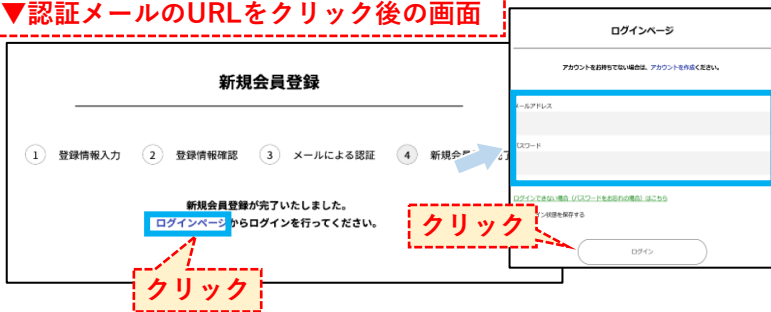 ▼認証メールのURLをクリック後の画面
新規会員登録
1 登録情報入力 2 登録情報確認 3 メールによる認証 4 新規会員
新規会員登録が完了いたしました。
ログインページからログインを行ってください。
クリック
ログインページ
アカウントをお持ちでない場合は、アカウントを作成ください。
メールアドレス
パスワード
ログインできない場合（パスワードをお忘れの場合）はこちら
イン状態を保存する
クリック
ログイン